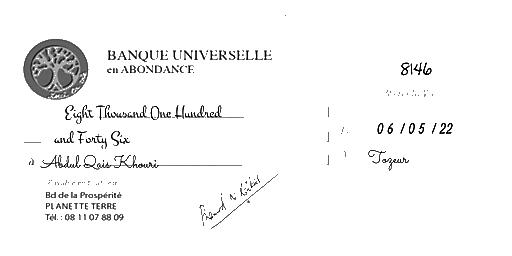 BANQUE UNIVERSELLE
en ABONDANCE
8146
Eight Thousand One Hundred
and Forty Six
06/05/22
à Abdul Qais Khouri
Tozeur
Bd de la Prospérité
PLANETTE TERRE
Tél. : 08 11 07 88 09